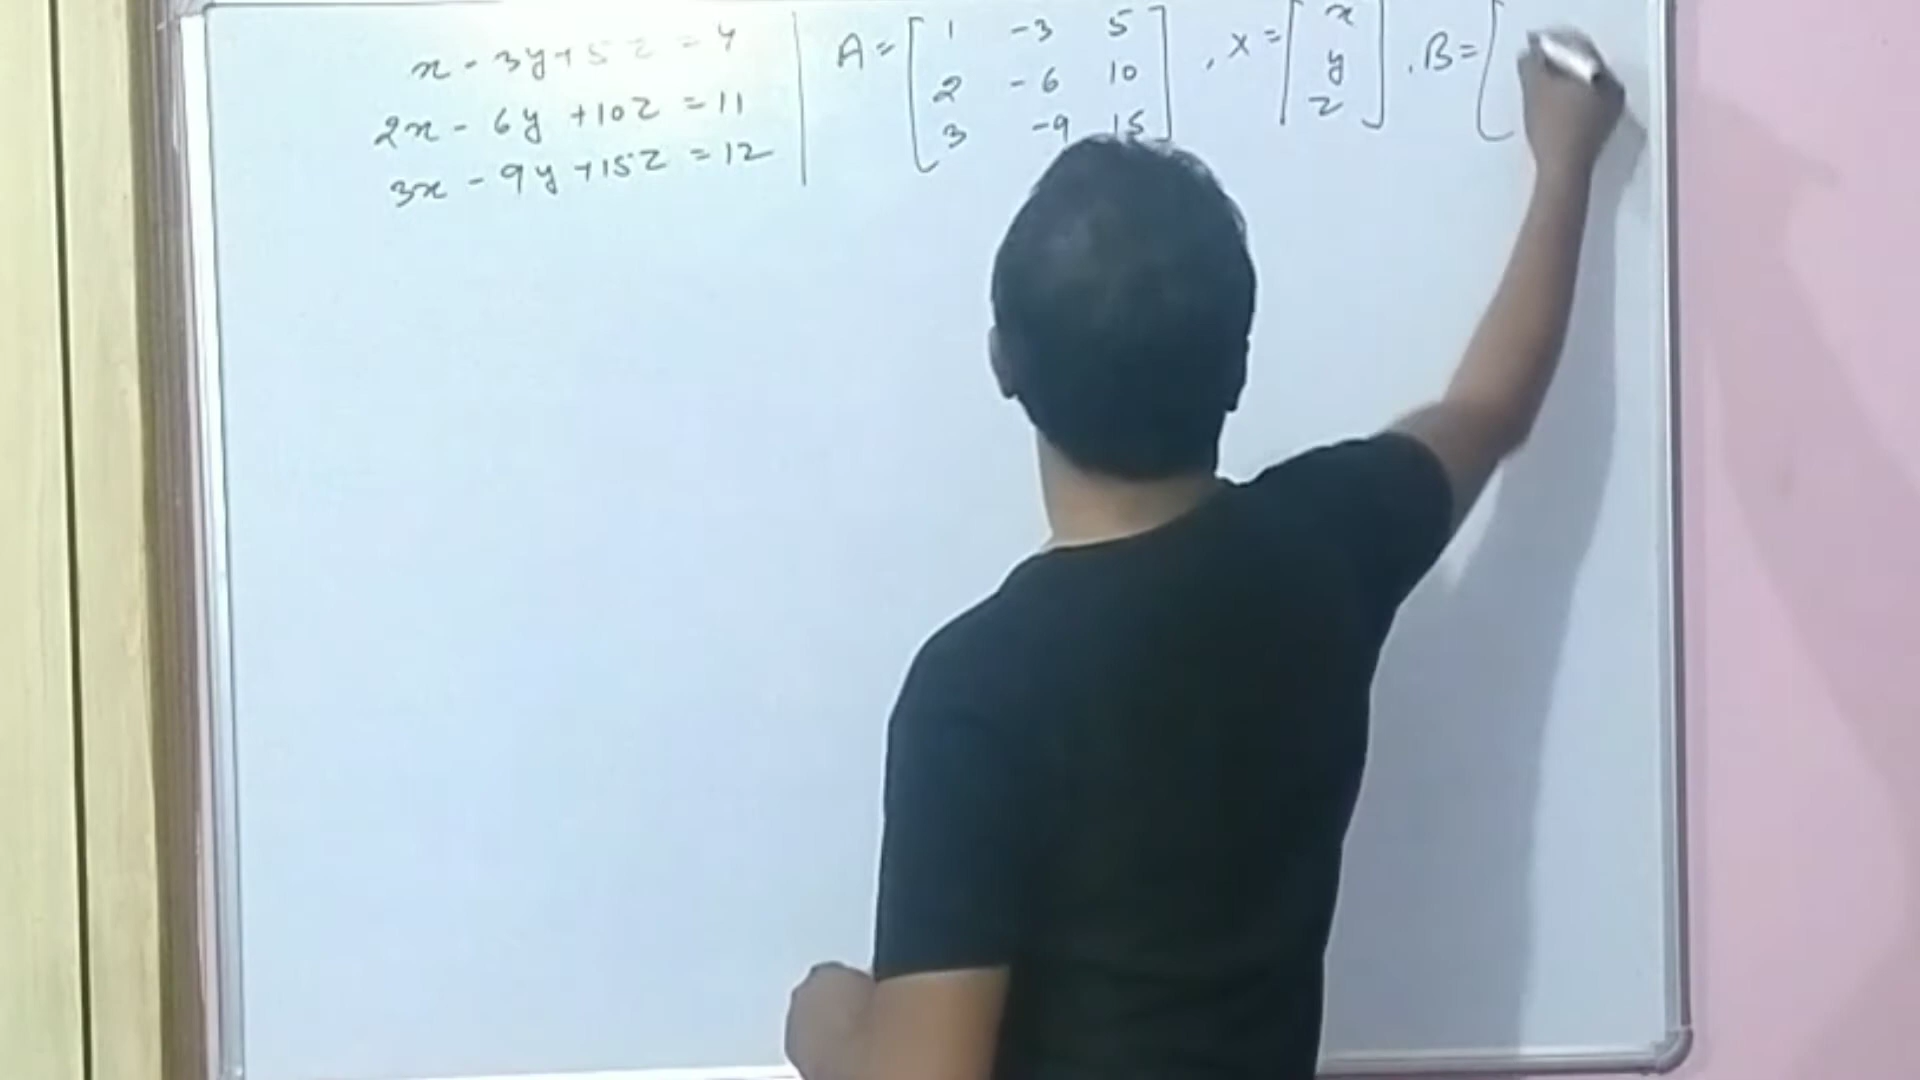 x - 3y + 5z = 4
2x - 6y + 10z = 11
3x - 9y + 15z = 12
A = [ 1 -3 5
2 -6 10
3 -9 15 ]
, X = [ x
y
z ]
, B = [